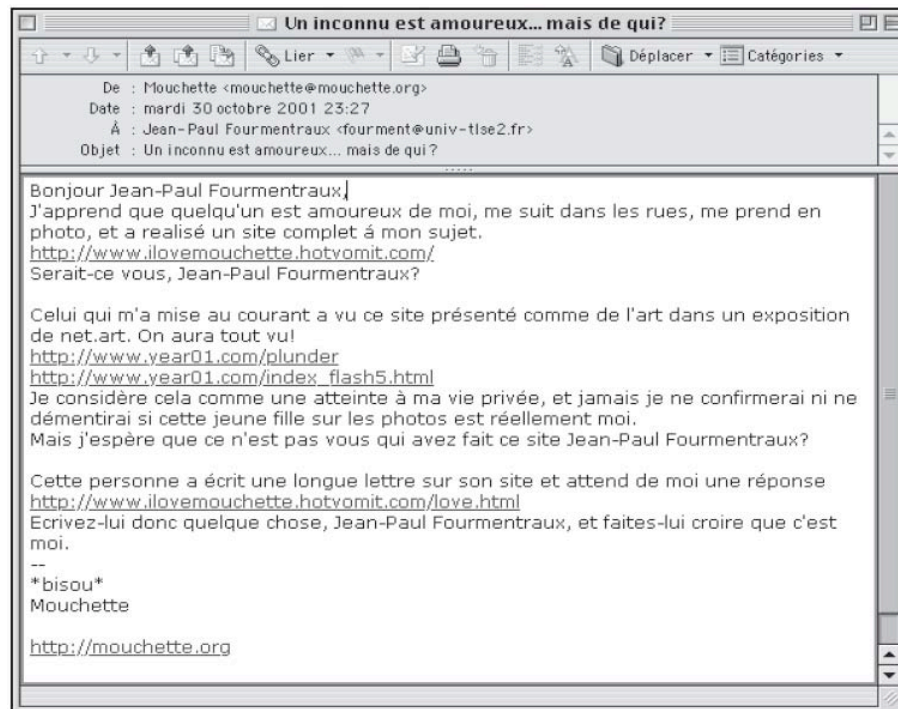 Un inconnu est amoureux... mais de qui?
Lier Déplacer Catégories
De : Mouchette <mouchette@mouchette.org>
Date : mardi 30 octobre 2001 23:27
À : Jean-Paul Fourmentraux <fourment@univ-tlse2.fr>
Objet : Un inconnu est amoureux... mais de qui?
Bonjour Jean-Paul Fourmentraux,
J'apprend que quelqu'un est amoureux de moi, me suit dans les rues, me prend en
photo, et a realisé un site complet á mon sujet.
http://www.ilovemouchette.hotvomit.com/
Serait-ce vous, Jean-Paul Fourmentraux?
Celui qui m'a mise au courant a vu ce site présenté comme de l'art dans un exposition
de net.art. On aura tout vu!
http://www.year01.com/plunder
http://www.year01.com/index_flash5.html
Je considère cela comme une atteinte à ma vie privée, et jamais je ne confirmerai ni ne
démentirai si cette jeune fille sur les photos est réellement moi.
Mais j'espère que ce n'est pas vous qui avez fait ce site Jean-Paul Fourmentraux?
Cette personne a écrit une longue lettre sur son site et attend de moi une réponse
http://www.ilovemouchette.hotvomit.com/love.html
Ecrivez-lui donc quelque chose, Jean-Paul Fourmentraux, et faites-lui croire que c'est
moi.
--
*bisou*
Mouchette
http://mouchette.org